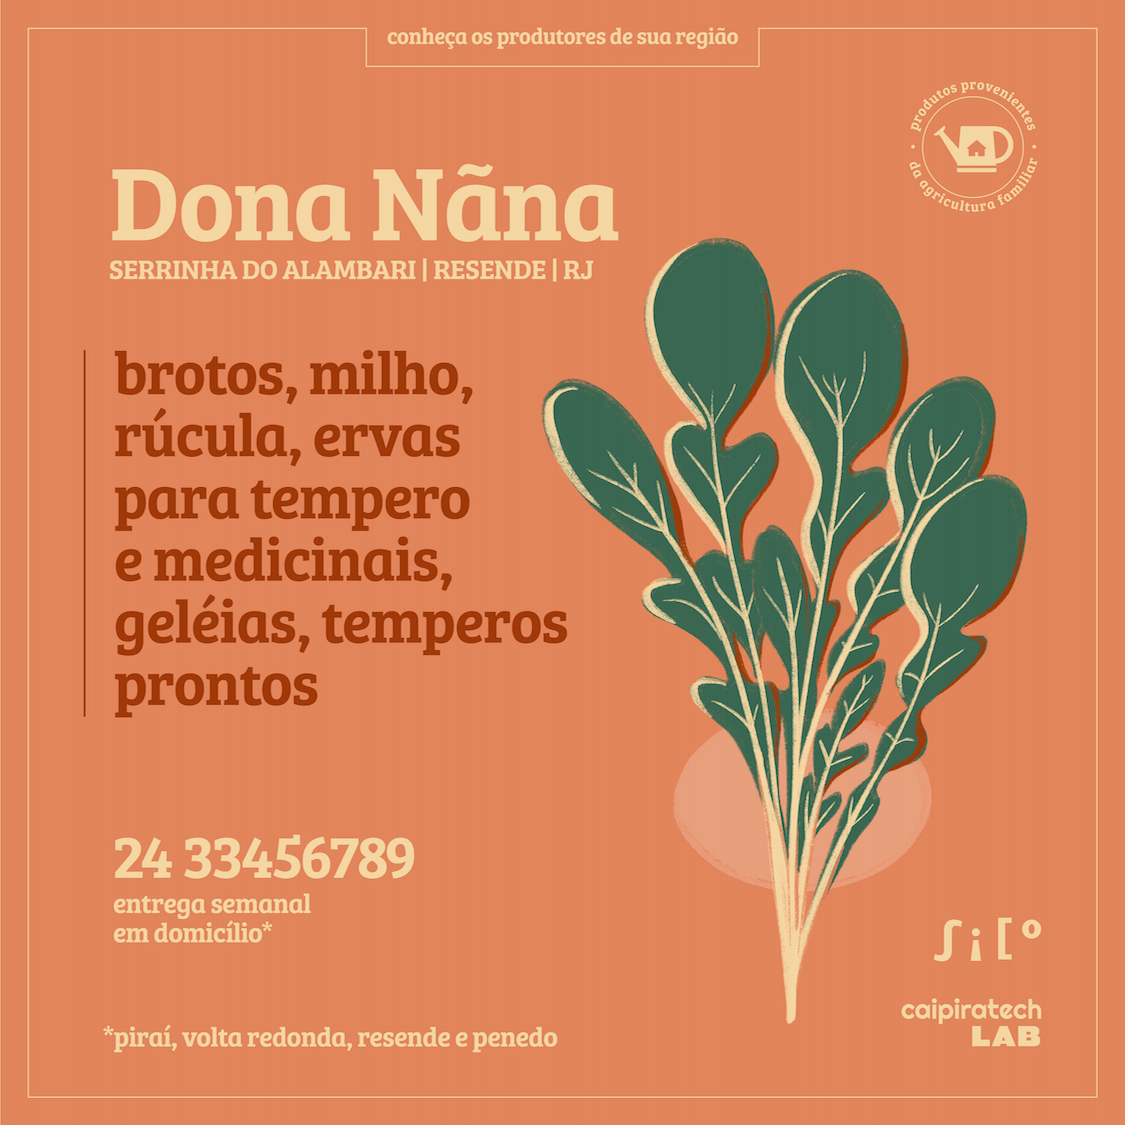 conheça os produtores de sua região
produtos provenientes
da agricultura familiar
Dona Nãna
SERRINHA DO ALAMBARI | RESENDE | RJ
brotos, milho,
rúcula, ervas
para tempero
e medicinais,
geléias, temperos
prontos
24 33456789
entrega semanal
em domicílio*
*piraí, volta redonda, resende e penedo
caipiratech
LAB